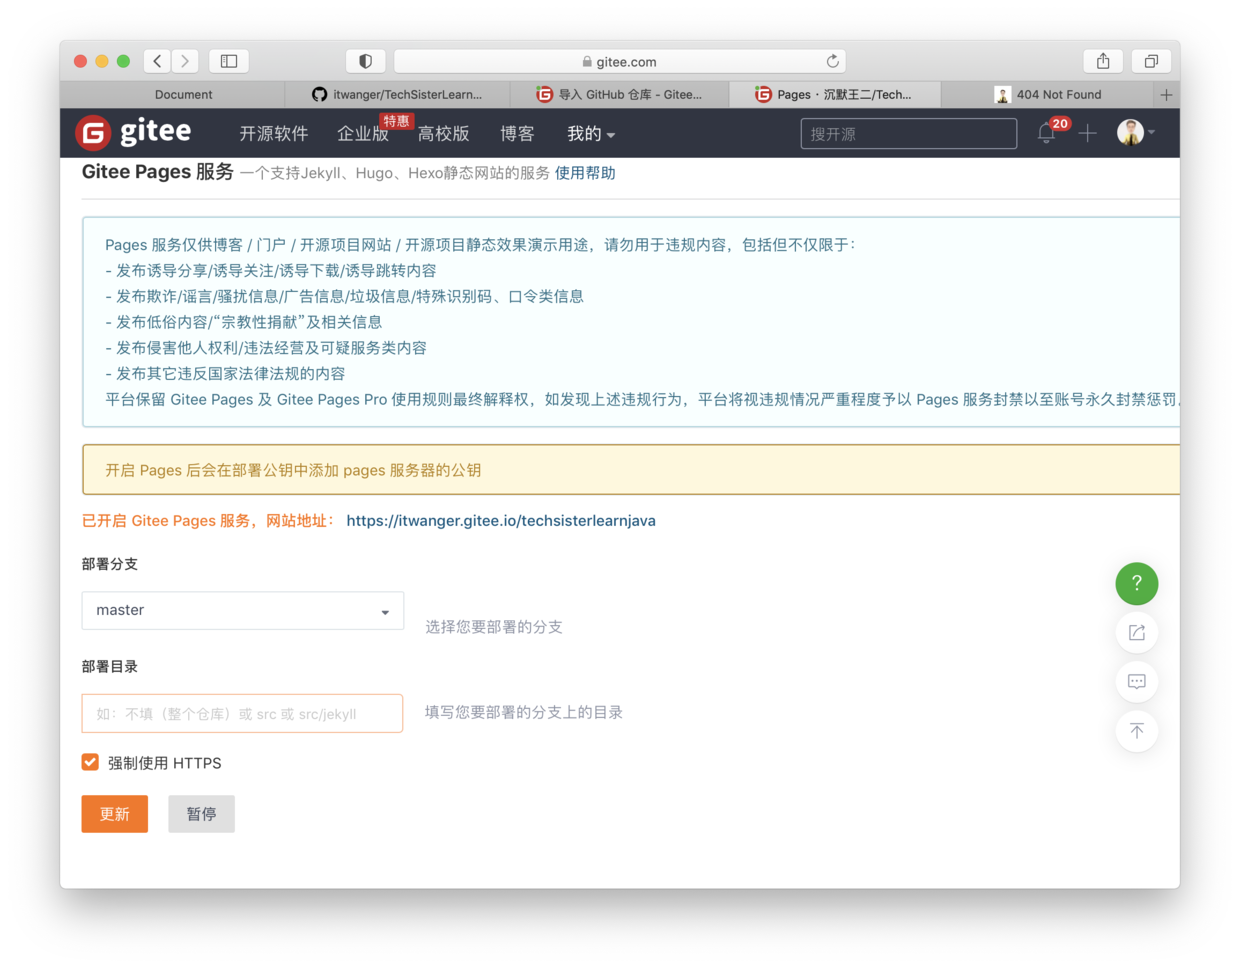 gitee.com
Document
itwanger/TechSisterLearn...
导入 GitHub 仓库 - Gitee...
Pages · 沉默王二/Tech...
404 Not Found
gitee
开源软件
企业版
特惠
高校版
博客
我的
搜开源
20
Gitee Pages 服务 一个支持Jekyll、Hugo、Hexo静态网站的服务 使用帮助
Pages 服务仅供博客 / 门户 / 开源项目网站 / 开源项目静态效果演示用途，请勿用于违规内容，包括但不仅限于：
- 发布诱导分享/诱导关注/诱导下载/诱导跳转内容
- 发布欺诈/谣言/骚扰信息/广告信息/垃圾信息/特殊识别码、口令类信息
- 发布低俗内容/“宗教性捐献”及相关信息
- 发布侵害他人权利/违法经营及可疑服务类内容
- 发布其它违反国家法律法规的内容
平台保留 Gitee Pages 及 Gitee Pages Pro 使用规则最终解释权，如发现上述违规行为，平台将视违规情况严重程度予以 Pages 服务封禁以至账号永久封禁惩罚。
开启 Pages 后会在部署公钥中添加 pages 服务器的公钥
已开启 Gitee Pages 服务，网站地址： https://itwanger.gitee.io/techsisterlearnjava
部署分支
master
选择您要部署的分支
部署目录
如：不填（整个仓库）或 src 或 src/jekyll
填写您要部署的分支上的目录
强制使用 HTTPS
更新
暂停